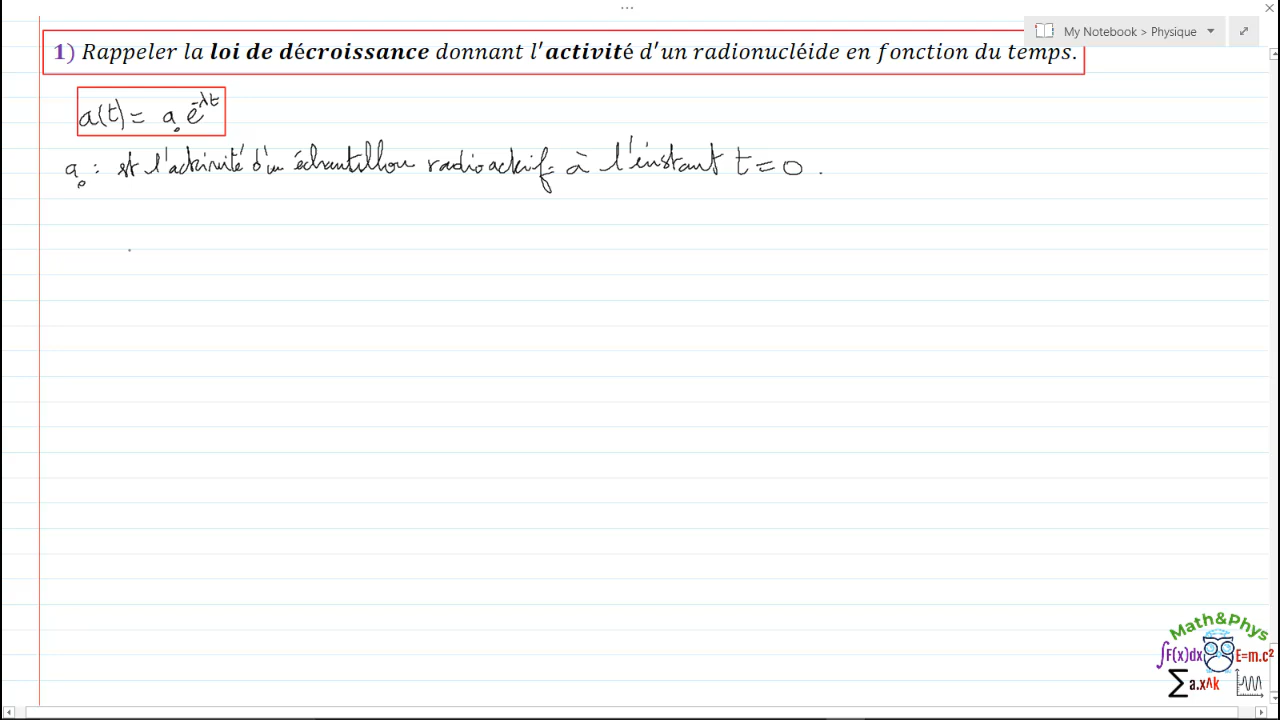 ...
My Notebook > Physique
1) Rappeler la loi de décroissance donnant l'activité d'un radionucléide en fonction du temps.
a(t) = a₀ e^-λt
a₀ : est l'activité d'un échantillon radioactif à l'instant t = 0 .
Math&Phys
∫F(x)dx E=m.c²
∑ a.x^k